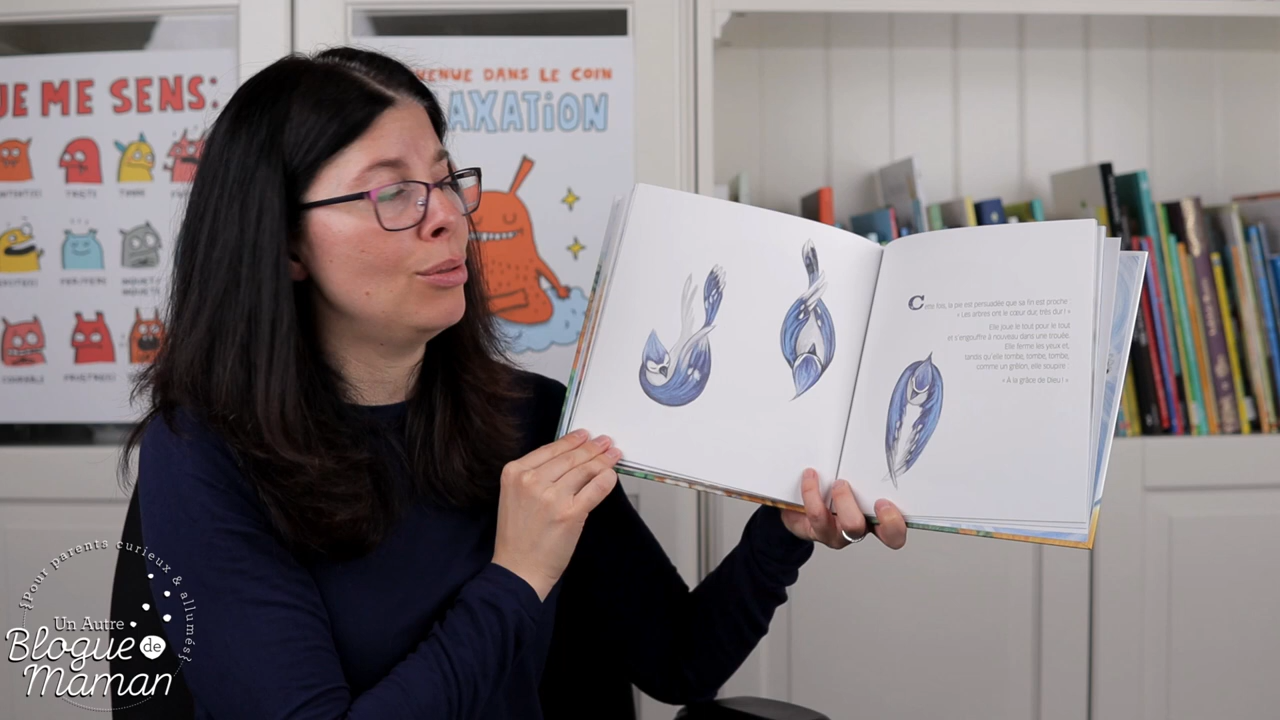 JE ME SENS:
TRISTE
VENUE DANS LE COIN
AXATION
Cette fois, la pie est persuadée que sa fin est proche
« Les arbres ont le cœur dur, très dur ! »
Elle joue le tout pour le tout
et s'engouffre à nouveau dans une trouée.
Elle ferme les yeux et,
tandis qu'elle tombe, tombe, tombe,
comme un grêlon, elle soupire :
« À la grâce de Dieu ! »
{Pour parents curieux & allumés}
Un Autre
Blogue de
Maman